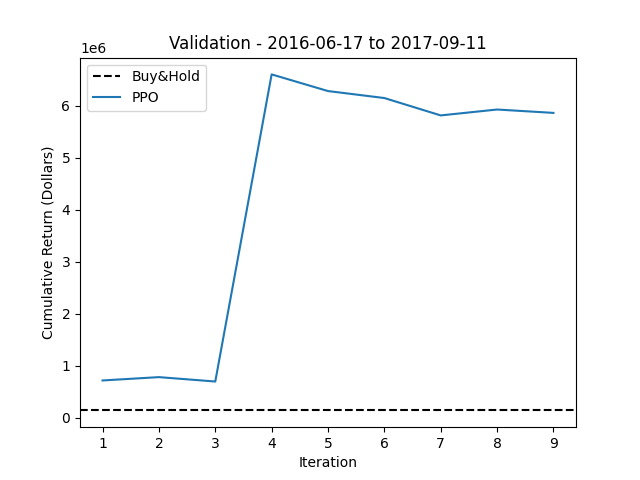 Validation - 2016-06-17 to 2017-09-11
1e6
Buy&Hold
PPO
6
5
4
3
2
1
0
Cumulative Return (Dollars)
1 2 3 4 5 6 7 8 9
Iteration